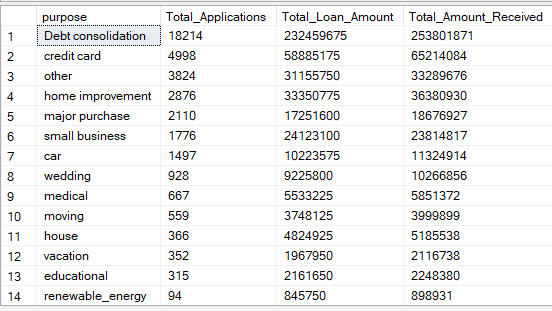 purpose Total_Applications Total_Loan_Amount Total_Amount_Received
1 Debt consolidation 18214 232459675 253801871
2 credit card 4998 58885175 65214084
3 other 3824 31155750 33289676
4 home improvement 2876 33350775 36380930
5 major purchase 2110 17251600 18676927
6 small business 1776 24123100 23814817
7 car 1497 10223575 11324914
8 wedding 928 9225800 10266856
9 medical 667 5533225 5851372
10 moving 559 3748125 3999899
11 house 366 4824925 5185538
12 vacation 352 1967950 2116738
13 educational 315 2161650 2248380
14 renewable_energy 94 845750 898931